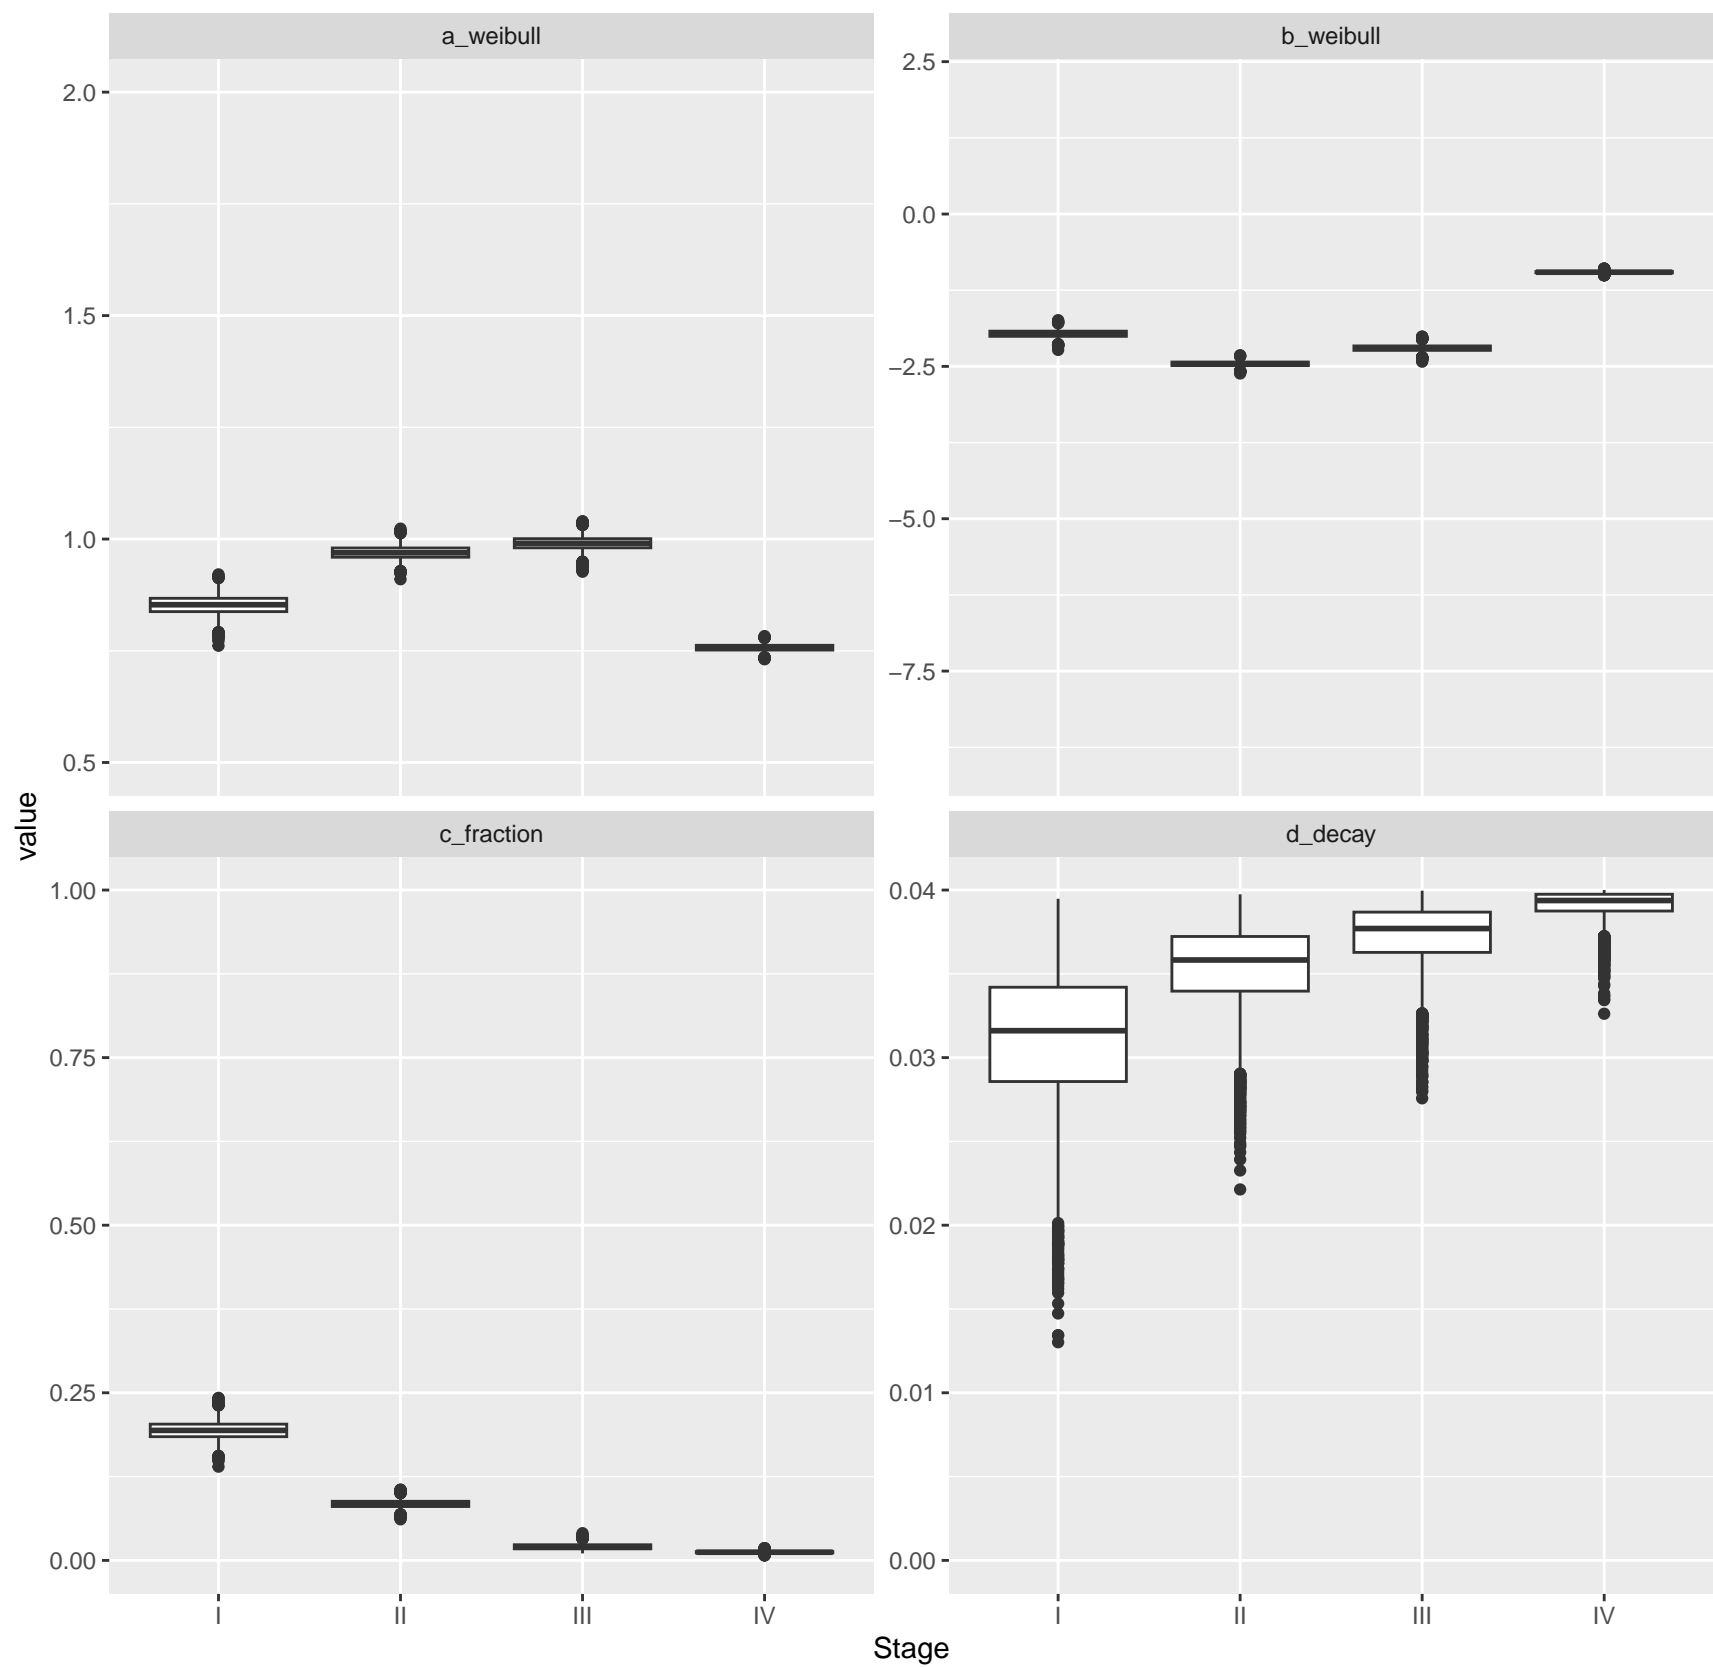 a_weibull
b_weibull
2.0
1.5
1.0
0.5
2.5
0.0
−2.5
−5.0
−7.5
value
c_fraction
d_decay
1.00
0.75
0.50
0.25
0.00
0.04
0.03
0.02
0.01
0.00
I II III IV
I II III IV
Stage